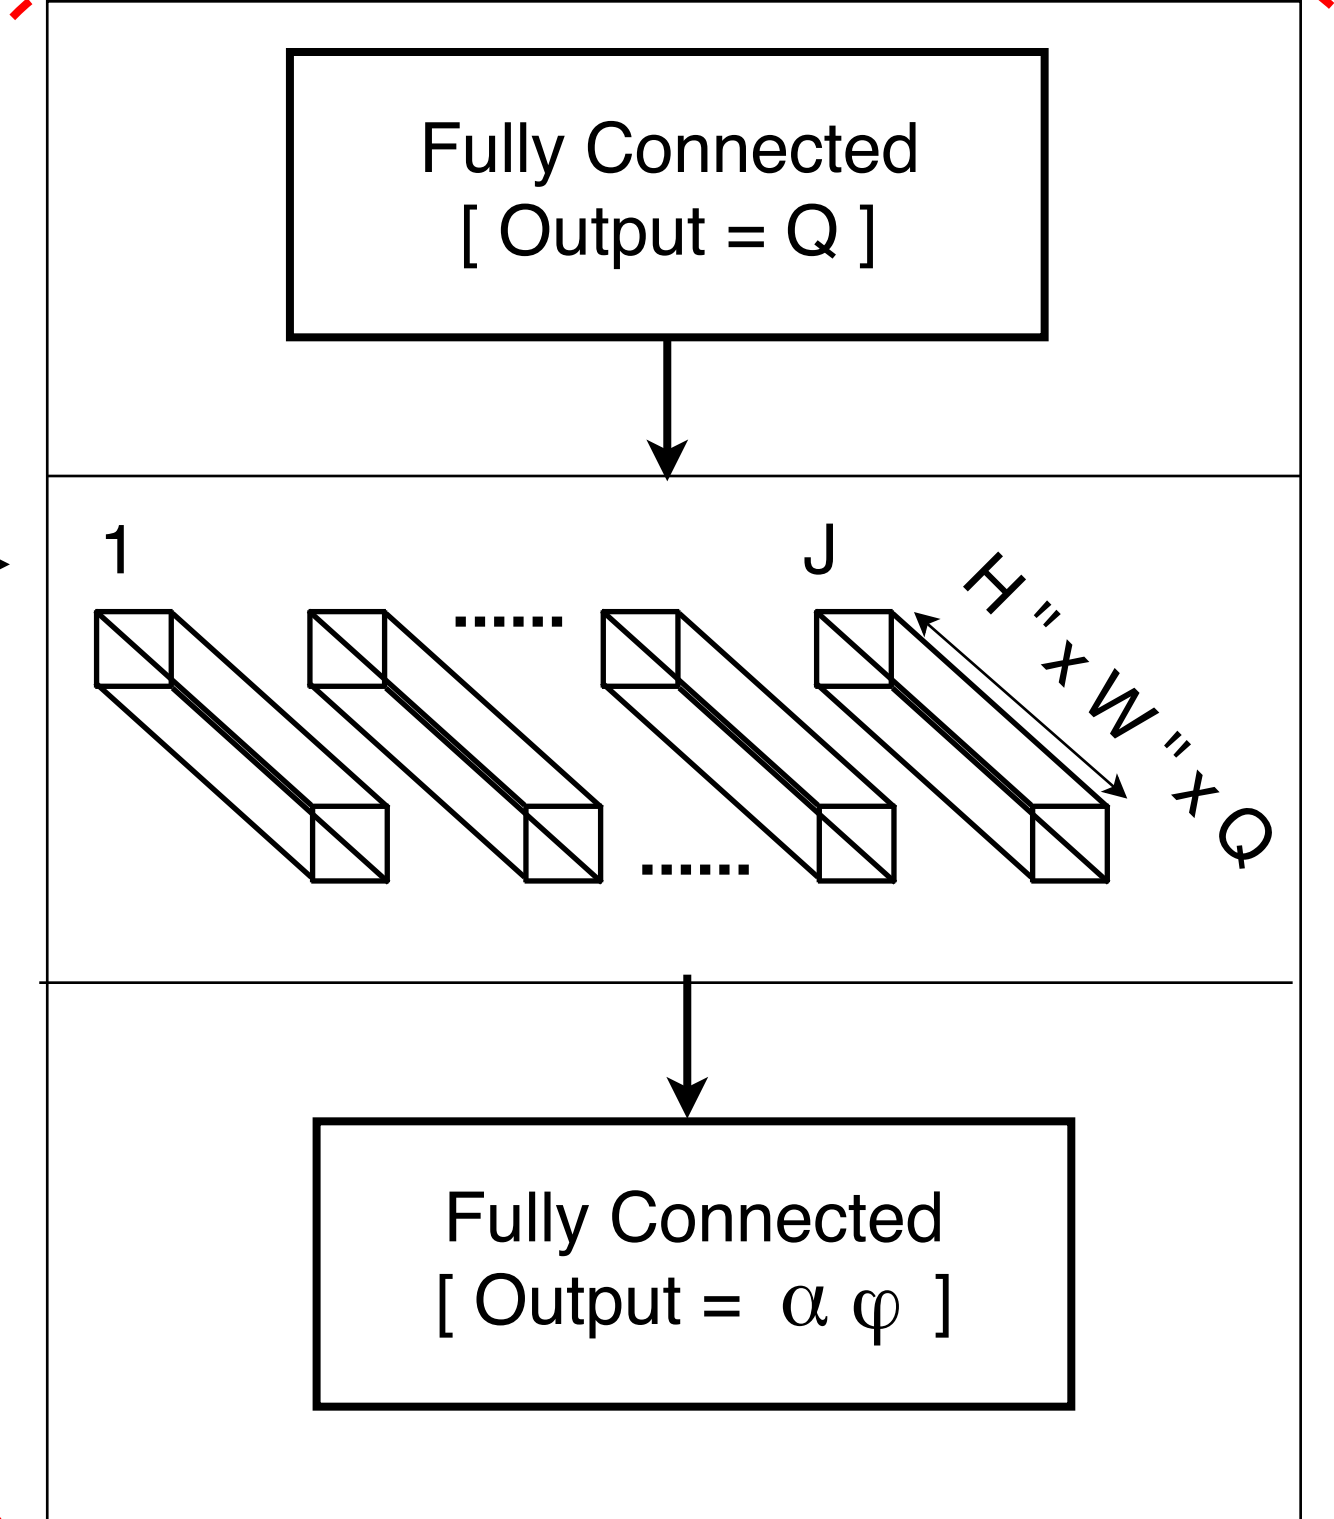 Fully Connected
[ Output = Q ]
1
J
H " x W " x Q
Fully Connected
[ Output = α φ ]